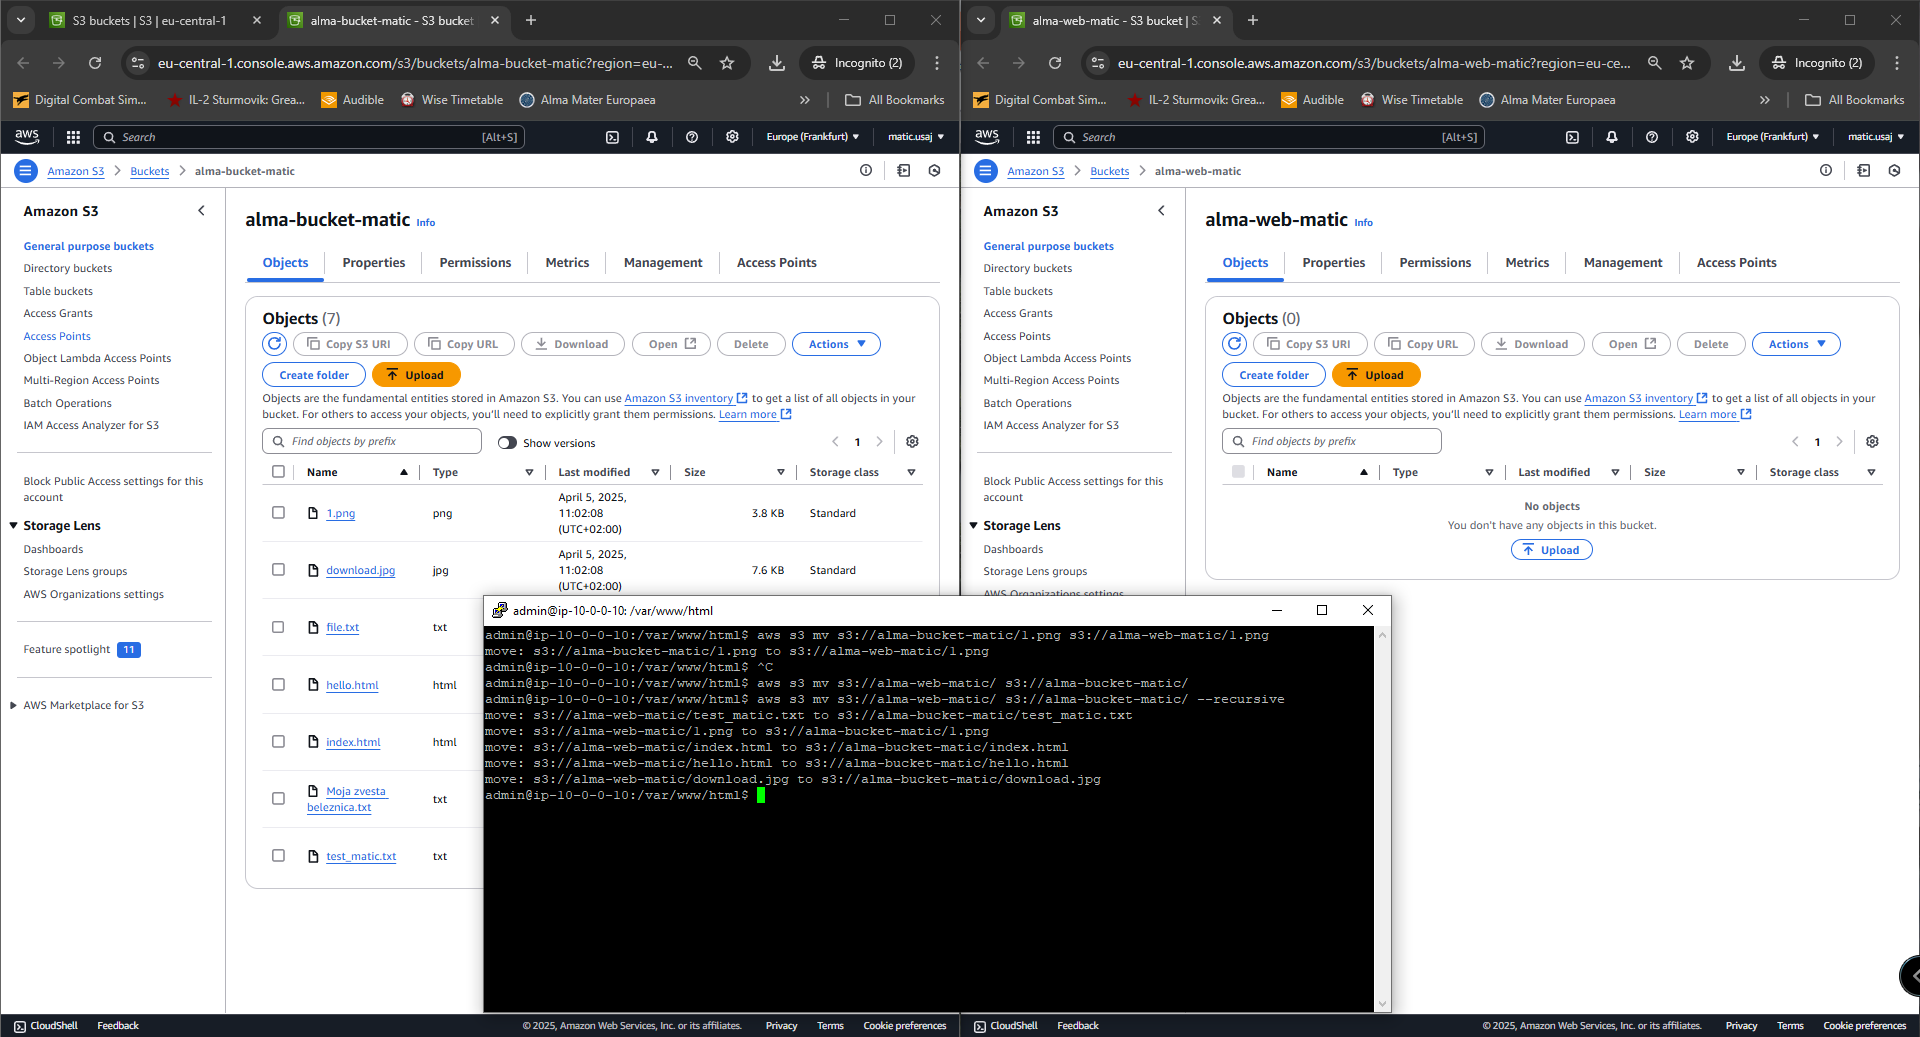 S3 buckets | S3 | eu-central-1
alma-bucket-matic - S3 bucket
eu-central-1.console.aws.amazon.com/s3/buckets/alma-bucket-matic?region=eu-...
Incognito (2)
Digital Combat Sim...
IL-2 Sturmovik: Grea...
Audible
Wise Timetable
Alma Mater Europaea
»
All Bookmarks
aws
Search
[Alt+S]
Europe (Frankfurt)
matic.usaj
Amazon S3
Buckets
alma-bucket-matic
Amazon S3
General purpose buckets
Directory buckets
Table buckets
Access Grants
Access Points
Object Lambda Access Points
Multi-Region Access Points
Batch Operations
IAM Access Analyzer for S3
Block Public Access settings for this
account
Storage Lens
Dashboards
Storage Lens groups
AWS Organizations settings
Feature spotlight 11
AWS Marketplace for S3
alma-bucket-matic Info
Objects
Properties
Permissions
Metrics
Management
Access Points
Objects (7)
Copy S3 URI
Copy URL
Download
Open
Delete
Actions
Create folder
Upload
Objects are the fundamental entities stored in Amazon S3. You can use Amazon S3 inventory to get a list of all objects in your
bucket. For others to access your objects, you'll need to explicitly grant them permissions. Learn more
Find objects by prefix
Show versions
1
Name
Type
Last modified
Size
Storage class
April 5, 2025,
1.png png 11:02:08 3.8 KB Standard
(UTC+02:00)
April 5, 2025,
download.jpg jpg 11:02:08 7.6 KB Standard
(UTC+02:00)
file.txt txt
hello.html html
index.html html
Moja zvesta
beleznica.txt txt
test_matic.txt txt
CloudShell
Feedback
© 2025, Amazon Web Services, Inc. or its affiliates.
Privacy
Terms
Cookie preferences
alma-web-matic - S3 bucket | S
eu-central-1.console.aws.amazon.com/s3/buckets/alma-web-matic?region=eu-ce...
Incognito (2)
Digital Combat Sim...
IL-2 Sturmovik: Grea...
Audible
Wise Timetable
Alma Mater Europaea
»
All Bookmarks
aws
Search
[Alt+S]
Europe (Frankfurt)
matic.usaj
Amazon S3
Buckets
alma-web-matic
Amazon S3
General purpose buckets
Directory buckets
Table buckets
Access Grants
Access Points
Object Lambda Access Points
Multi-Region Access Points
Batch Operations
IAM Access Analyzer for S3
Block Public Access settings for this
account
Storage Lens
Dashboards
Storage Lens groups
AWS Organizations settings
alma-web-matic Info
Objects
Properties
Permissions
Metrics
Management
Access Points
Objects (0)
Copy S3 URI
Copy URL
Download
Open
Delete
Actions
Create folder
Upload
Objects are the fundamental entities stored in Amazon S3. You can use Amazon S3 inventory to get a list of all objects in your
bucket. For others to access your objects, you'll need to explicitly grant them permissions. Learn more
Find objects by prefix
1
Name
Type
Last modified
Size
Storage class
No objects
You don't have any objects in this bucket.
Upload
CloudShell
Feedback
© 2025, Amazon Web Services, Inc. or its affiliates.
Privacy
Terms
Cookie preferences
admin@ip-10-0-0-10: /var/www/html
admin@ip-10-0-0-10:/var/www/html$ aws s3 mv s3://alma-bucket-matic/1.png s3://alma-web-matic/1.png
move: s3://alma-bucket-matic/1.png to s3://alma-web-matic/1.png
admin@ip-10-0-0-10:/var/www/html$ ^C
admin@ip-10-0-0-10:/var/www/html$ aws s3 mv s3://alma-web-matic/ s3://alma-bucket-matic/
admin@ip-10-0-0-10:/var/www/html$ aws s3 mv s3://alma-web-matic/ s3://alma-bucket-matic/ --recursive
move: s3://alma-web-matic/test_matic.txt to s3://alma-bucket-matic/test_matic.txt
move: s3://alma-web-matic/1.png to s3://alma-bucket-matic/1.png
move: s3://alma-web-matic/index.html to s3://alma-bucket-matic/index.html
move: s3://alma-web-matic/hello.html to s3://alma-bucket-matic/hello.html
move: s3://alma-web-matic/download.jpg to s3://alma-bucket-matic/download.jpg
admin@ip-10-0-0-10:/var/www/html$